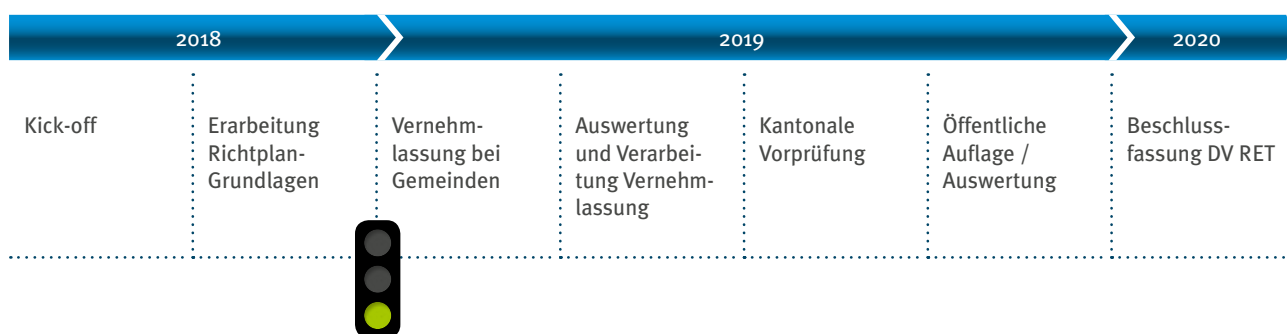 2018
2019
2020
Kick-off
Erarbeitung
Richtplan-
Grundlagen
Vernehm-
lassung bei
Gemeinden
Auswertung
und Verarbei-
tung Vernehm-
lassung
Kantonale
Vorprüfung
Öffentliche
Auflage /
Auswertung
Beschluss-
fassung DV RET